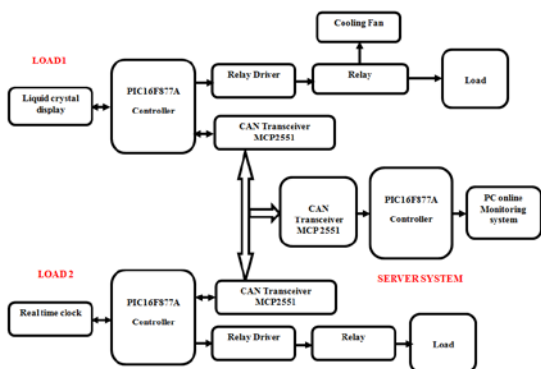 Cooling Fan
LOAD1
PIC16F877A
Controller
Relay Driver
Relay
Load
Liquid crystal
display
CAN Transceiver
MCP2551
CAN
Transceiver
MCP2551
PIC16F877A
Controller
PC online
Monitoring
system
LOAD 2
SERVER SYSTEM
PIC16F877A
Controller
CAN Transceiver
MCP2551
Real time clock
Relay Driver
Relay
Load